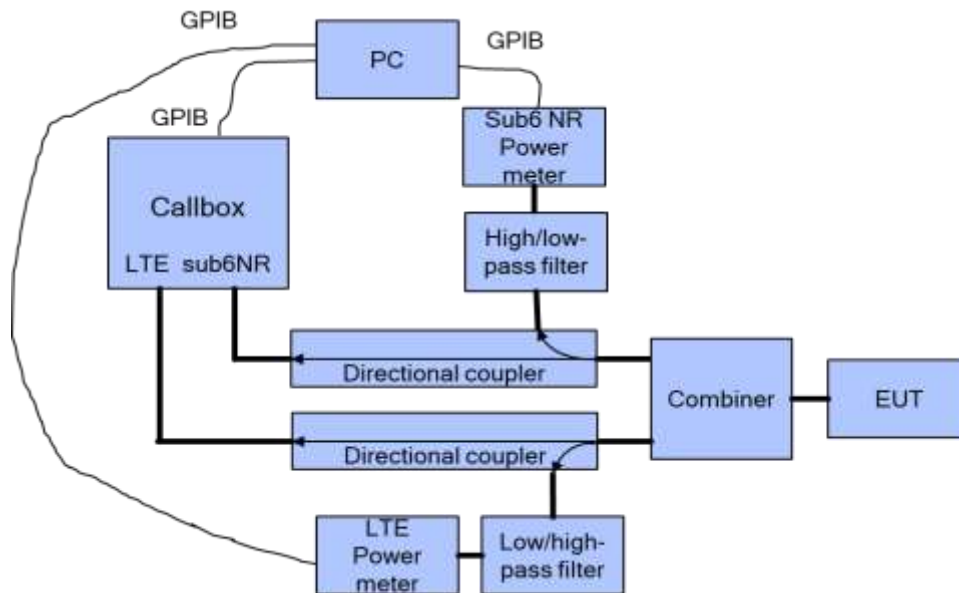 GPIB
PC
GPIB
GPIB
Sub6 NR
Power
meter
Callbox
LTE sub6NR
High/low-
pass filter
Directional coupler
Combiner
EUT
Directional coupler
LTE
Power
meter
Low/high-
pass filter